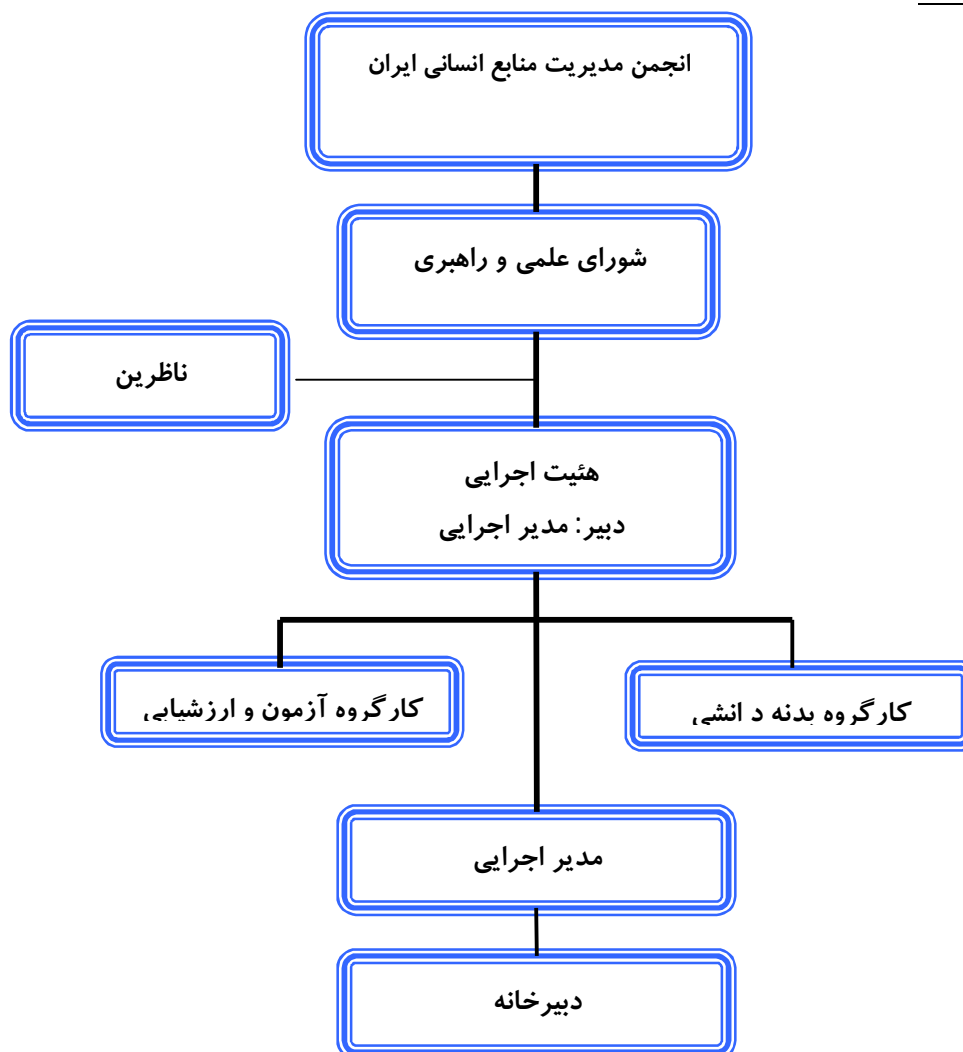 انجمن مدیریت منابع انسانی ایران
شورای علمی و راهبری
ناظرین
هئیت اجرایی
دبیر: مدیر اجرایی
کارگروه بدنه د انشی
کارگروه آزمون و ارزشیابی
مدیر اجرایی
دبیرخانه